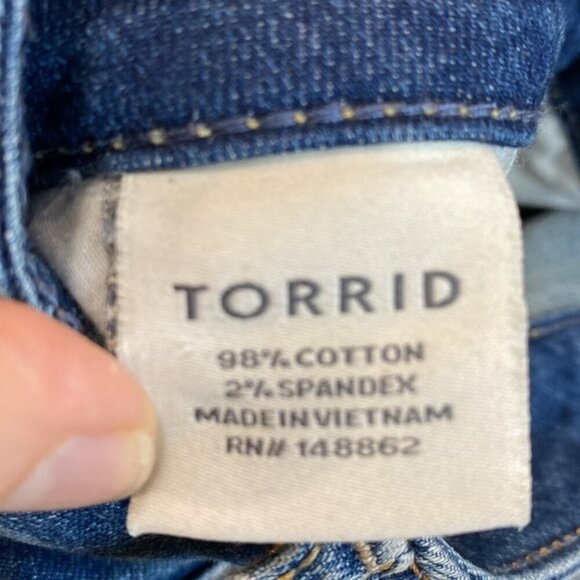 TORRID
98% COTTON
2% SPANDEX
MADE IN VIETNAM
RN# 148862